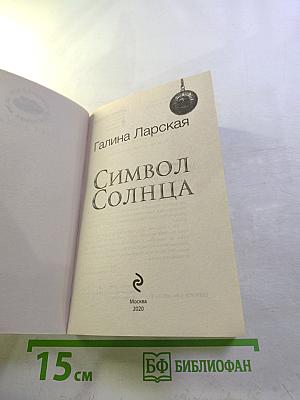 Галина Ларская
СИМВОЛ
СОЛНЦА
Москва
2020
15 см
БФ БИБЛИОФАН